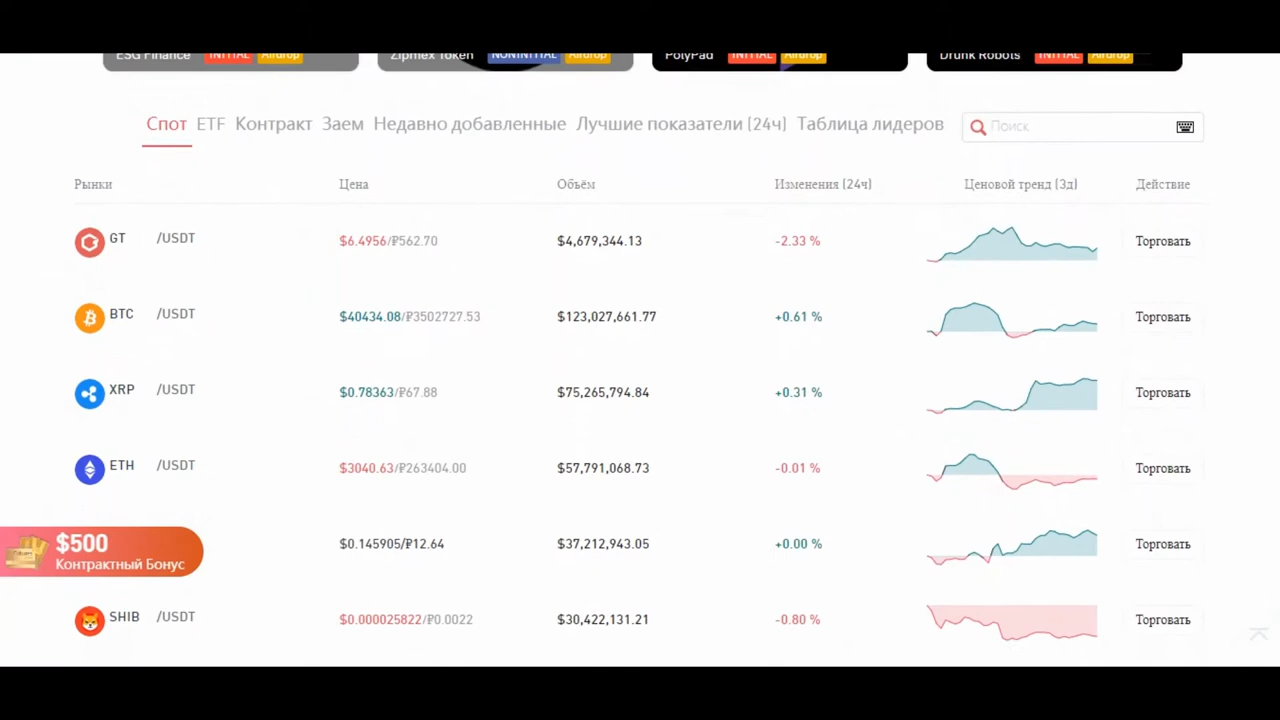 ESG Finance INITIAL Airdrop Zipmex Token NONINITIAL Airdrop PolyPad INITIAL Airdrop Drunk Robots INITIAL Airdrop
Спот ETF Контракт Заем Недавно добавленные Лучшие показатели (24ч) Таблица лидеров Поиск
Рынки Цена Объём Изменения (24ч) Ценовой тренд (3д) Действие
GT /USDT $6.4956/₽562.70 $4,679,344.13 -2.33 % Торговать
BTC /USDT $40434.08/₽3502727.53 $123,027,661.77 +0.61 % Торговать
XRP /USDT $0.78363/₽67.88 $75,265,794.84 +0.31 % Торговать
ETH /USDT $3040.63/₽263404.00 $57,791,068.73 -0.01 % Торговать
$500 $0.145905/₽12.64 $37,212,943.05 +0.00 % Торговать
Контрактный Бонус
SHIB /USDT $0.000025822/₽0.0022 $30,422,131.21 -0.80 % Торговать